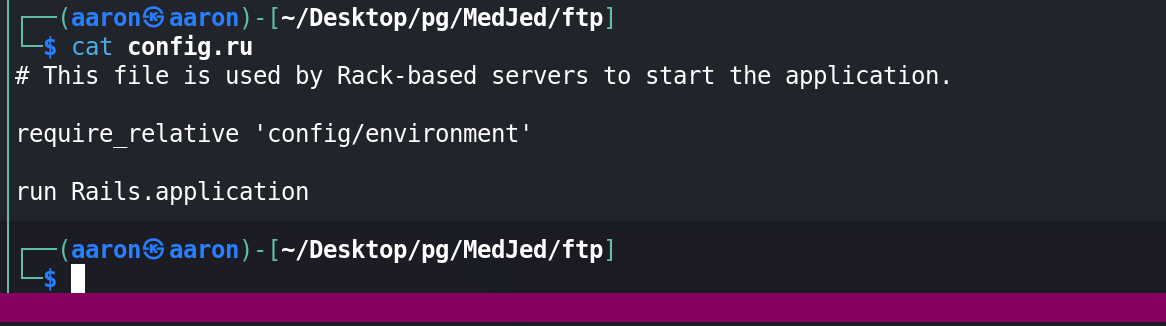 ┌──(aaron㉿aaron)-[~/Desktop/pg/MedJed/ftp]
└─$ cat config.ru
# This file is used by Rack-based servers to start the application.

require_relative 'config/environment'

run Rails.application

┌──(aaron㉿aaron)-[~/Desktop/pg/MedJed/ftp]
└─$